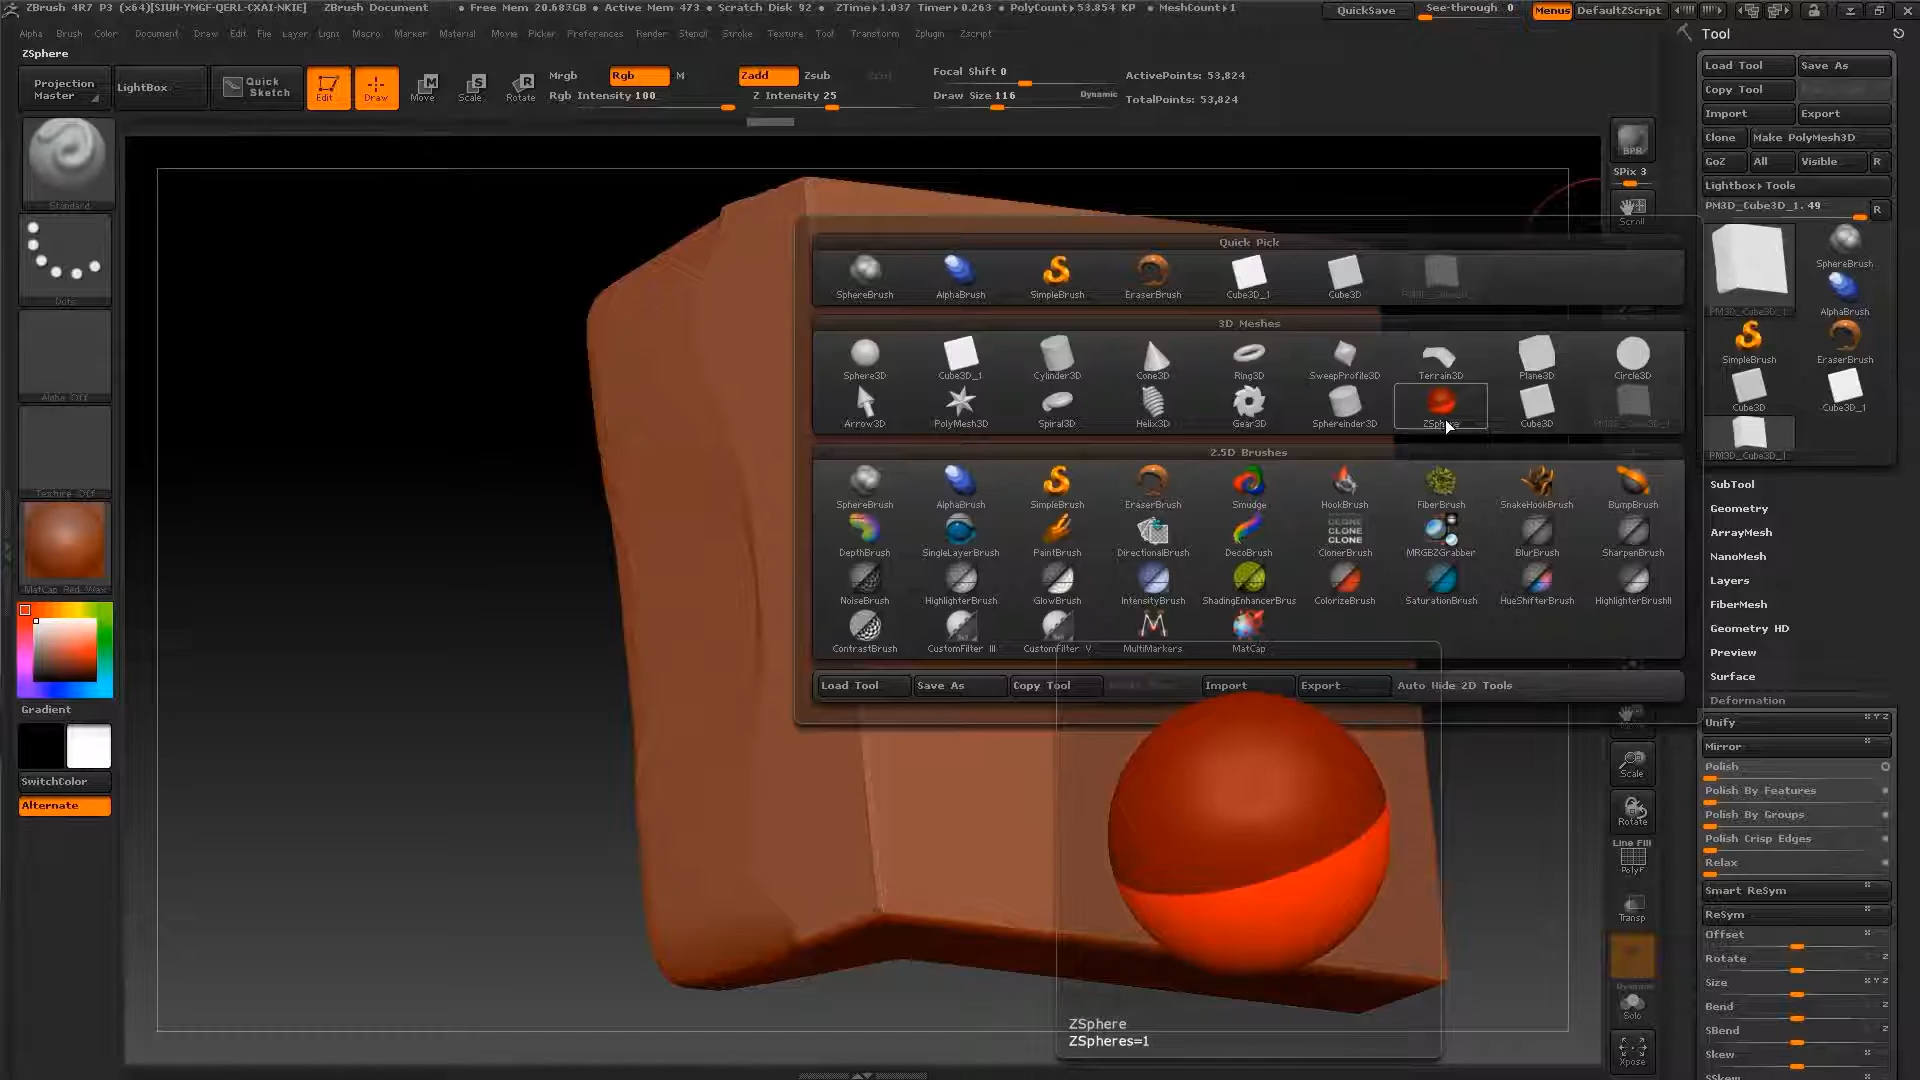 ZBrush 4R7 P3 (x64)[SIUH-YMGF-QERL-CXAI-NKIE] ZBrush Document • Free Mem 20.683GB • Active Mem 473 • Scratch Disk 92 • ZTime▸1.037 Timer▸0.263 • PolyCount▸53.854 KP • MeshCount▸1 QuickSave See-through 0 Menus DefaultZScript
Alpha Brush Color Document Draw Edit File Layer Light Macro Marker Material Movie Picker Preferences Render Stencil Stroke Texture Tool Transform Zplugin Zscript
ZSphere
Projection Master
LightBox
Quick Sketch
Edit Draw Move Scale Rotate
Mrgb Rgb M
Rgb Intensity 100
Zadd Zsub
Z Intensity 25
Focal Shift 0
Draw Size 116 Dynamic
ActivePoints: 53,824
TotalPoints: 53,824
Standard
Dots
Alpha Off
Texture Off
MatCap Red Wax
Gradient
SwitchColor
Alternate
Quick Pick
SphereBrush AlphaBrush SimpleBrush EraserBrush Cube3D_1 Cube3D
3D Meshes
Sphere3D Cube3D_1 Cylinder3D Cone3D Ring3D SweepProfile3D Terrain3D Plane3D Circle3D
Arrow3D PolyMesh3D Spiral3D Helix3D Gear3D Sphereinder3D ZSphere Cube3D PM3D_Cube3D_1
2.5D Brushes
SphereBrush AlphaBrush SimpleBrush EraserBrush Smudge HookBrush FiberBrush SnakeHookBrush BumpBrush
CLONE
CLONE
CLONE
DepthBrush SingleLayerBrush PaintBrush DirectionalBrush DecoBrush ClonerBrush MRGBZGrabber BlurBrush SharpenBrush
NoiseBrush HighlighterBrush GlowBrush IntensityBrush ShadingEnhancerBrus ColorizeBrush SaturationBrush HueShifterBrush HighlighterBrushII
ContrastBrush CustomFilter III CustomFilter V MultiMarkers MatCap
Load Tool Save As Copy Tool Import Export Auto Hide 2D Tools
ZSphere
ZSpheres=1
BPR
SPix 3
Scroll
Scale
Rotate
Line Fill
PolyF
Transp
Dynamic
Solo
Xpose
Tool
Load Tool Save As
Copy Tool
Import Export
Clone Make PolyMesh3D
GoZ All Visible R
Lightbox▸Tools
PM3D_Cube3D_1. 49 R
SphereBrush
PM3D_Cube3D_1 AlphaBrush
SimpleBrush EraserBrush
Cube3D Cube3D_1
PM3D_Cube3D_1
SubTool
Geometry
ArrayMesh
NanoMesh
Layers
FiberMesh
Geometry HD
Preview
Surface
Deformation
Unify X Y Z
Mirror
Polish
Polish By Features
Polish By Groups
Polish Crisp Edges
Relax
Smart ReSym
ReSym
Offset
Rotate Z
Size X Y Z
Bend Z
SBend Z
Skew
SSkew